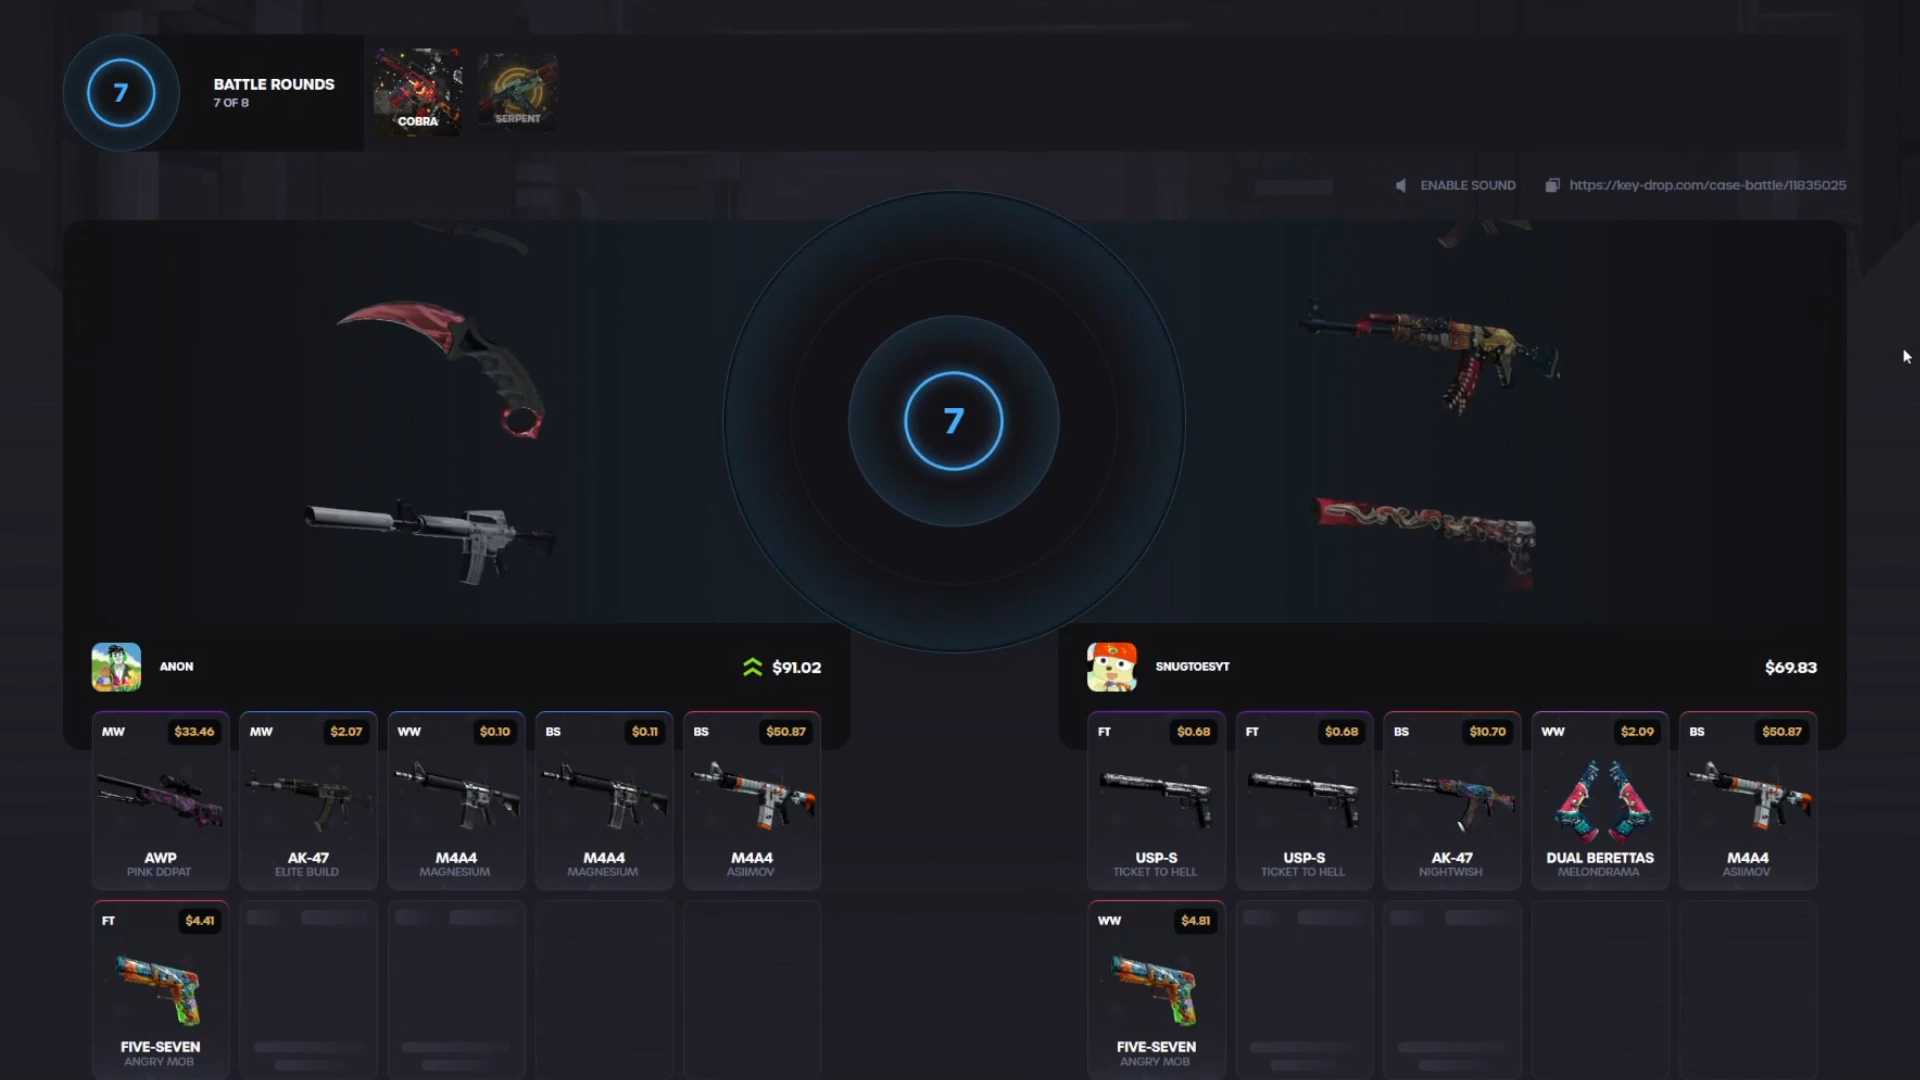 7
BATTLE ROUNDS
7 OF 8
COBRA
SERPENT
ENABLE SOUND
https://key-drop.com/case-battle/11835025
7
ANON
$91.02
SNUGTOESYT
$69.83
MW $33.46
AWP
PINK DDPAT
MW $2.07
AK-47
ELITE BUILD
WW $0.10
M4A4
MAGNESIUM
BS $0.11
M4A4
MAGNESIUM
BS $50.87
M4A4
ASIIMOV
FT $0.68
USP-S
TICKET TO HELL
FT $0.68
USP-S
TICKET TO HELL
BS $10.70
AK-47
NIGHTWISH
WW $2.09
DUAL BERETTAS
MELONDRAMA
BS $50.87
M4A4
ASIIMOV
FT $4.41
FIVE-SEVEN
ANGRY MOB
WW $4.81
FIVE-SEVEN
ANGRY MOB